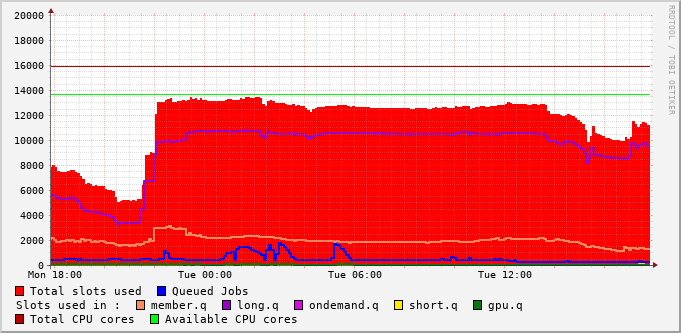 20000
18000
16000
14000
12000
10000
8000
6000
4000
2000
0
Mon 18:00 Tue 00:00 Tue 06:00 Tue 12:00
Total slots used Queued Jobs
Slots used in : member.q long.q ondemand.q short.q gpu.q
Total CPU cores Available CPU cores
RRDTOOL / TOBI OETIKER